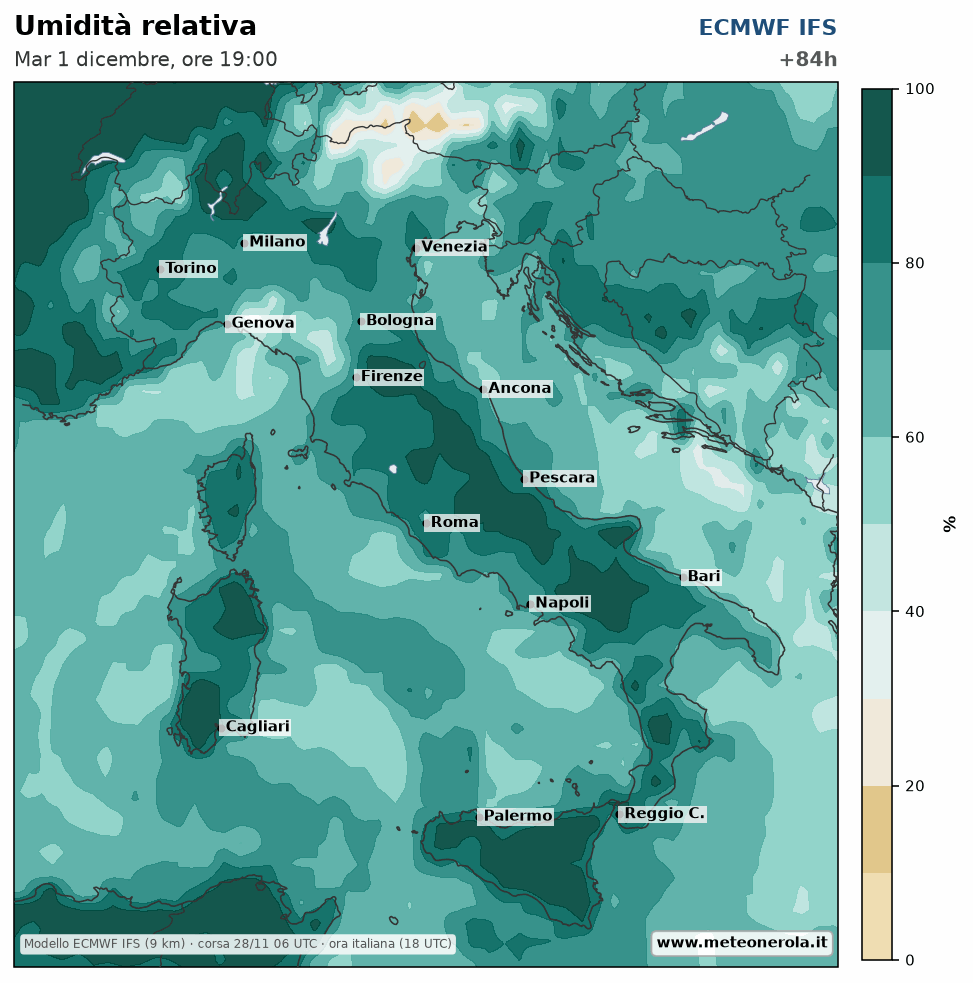 Umidità relativa
ECMWF IFS
Mar 1 dicembre, ore 19:00
+84h
100
80
60
40
20
0
%
Milano
Venezia
Torino
Genova
Bologna
Firenze
Ancona
Pescara
Roma
Bari
Napoli
Cagliari
Palermo
Reggio C.
Modello ECMWF IFS (9 km) · corsa 28/11 06 UTC · ora italiana (18 UTC)
www.meteonerola.it